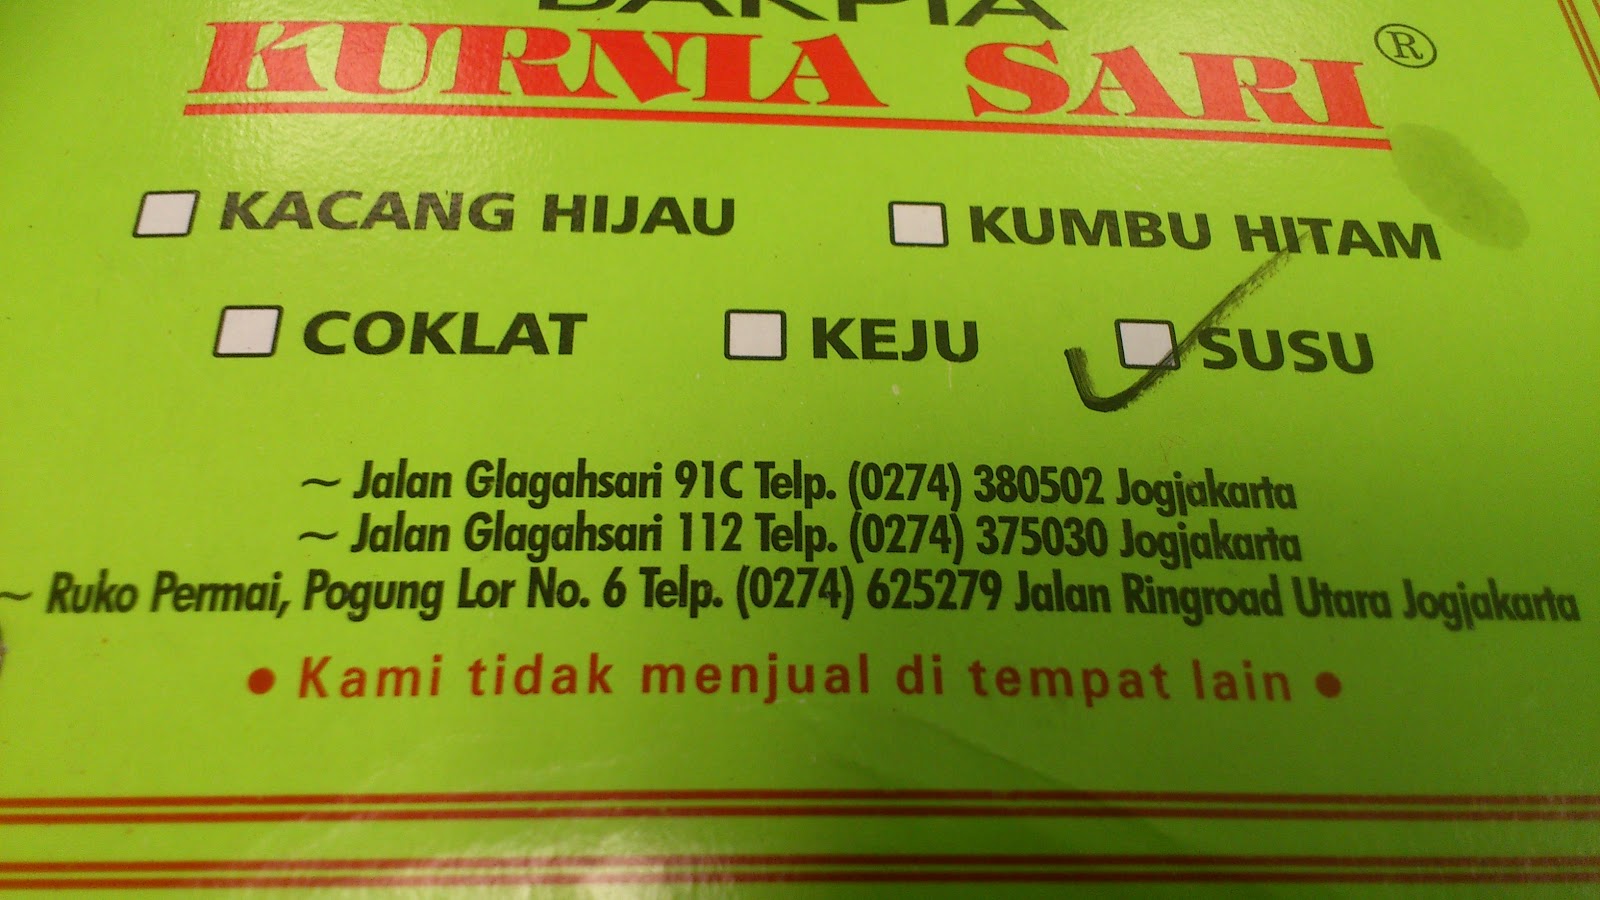 BAKPIA
KURNIA SARI ®
KACANG HIJAU
KUMBU HITAM
COKLAT
KEJU
SUSU
~ Jalan Glagahsari 91C Telp. (0274) 380502 Jogjakarta
~ Jalan Glagahsari 112 Telp. (0274) 375030 Jogjakarta
~ Ruko Permai, Pogung Lor No. 6 Telp. (0274) 625279 Jalan Ringroad Utara Jogjakarta
• Kami tidak menjual di tempat lain •